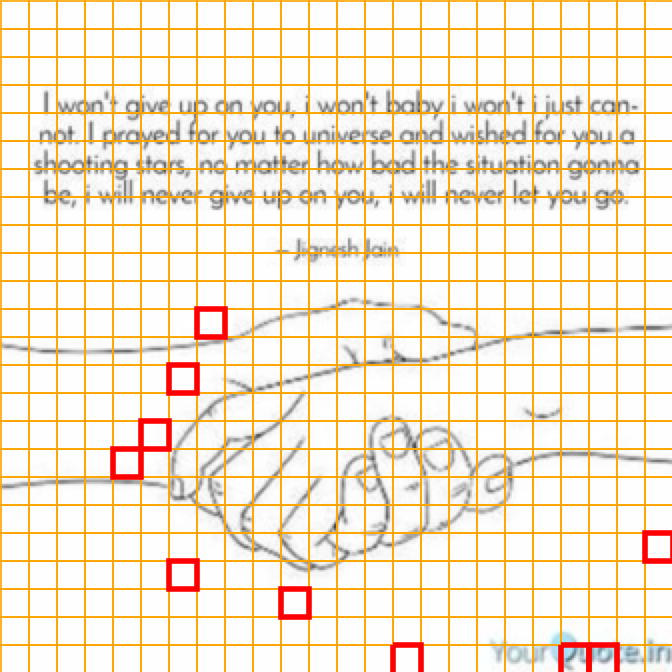 I won't give up on you, i won't baby i won't i just can-
not. I prayed for you to universe and wished for you a
shooting stars, no matter how bad the situation gonna
be, i will never give up on you, i will never let you go.
-- Jignesh Jain
YourQuote.in